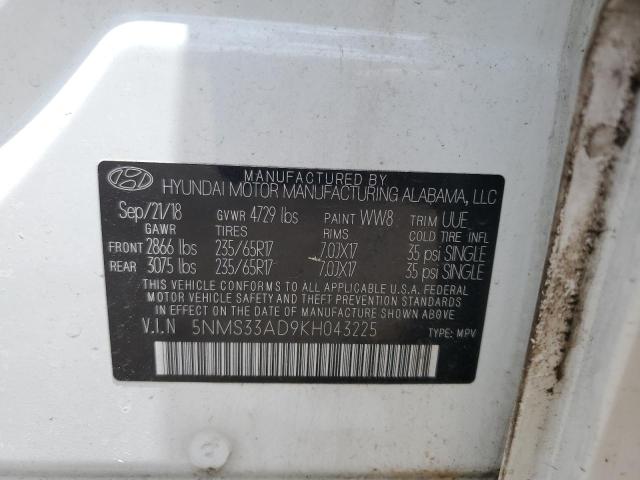 MANUFACTURED BY
HYUNDAI MOTOR MANUFACTURING ALABAMA, LLC
Sep/21/18 GVWR 4729 lbs PAINT WW8 TRIM UUE
GAWR TIRES RIMS COLD TIRE INFL
FRONT 2866 lbs 235/65R17 7.0JX17 35 psi SINGLE
REAR 3075 lbs 235/65R17 7.0JX17 35 psi SINGLE
THIS VEHICLE CONFORMS TO ALL APPLICABLE U.S.A. FEDERAL
MOTOR VEHICLE SAFETY AND THEFT PREVENTION STANDARDS
IN EFFECT ON THE DATE OF MANUFACTURE SHOWN ABOVE.
V.I.N 5NMS33AD9KH043225 TYPE: MPV